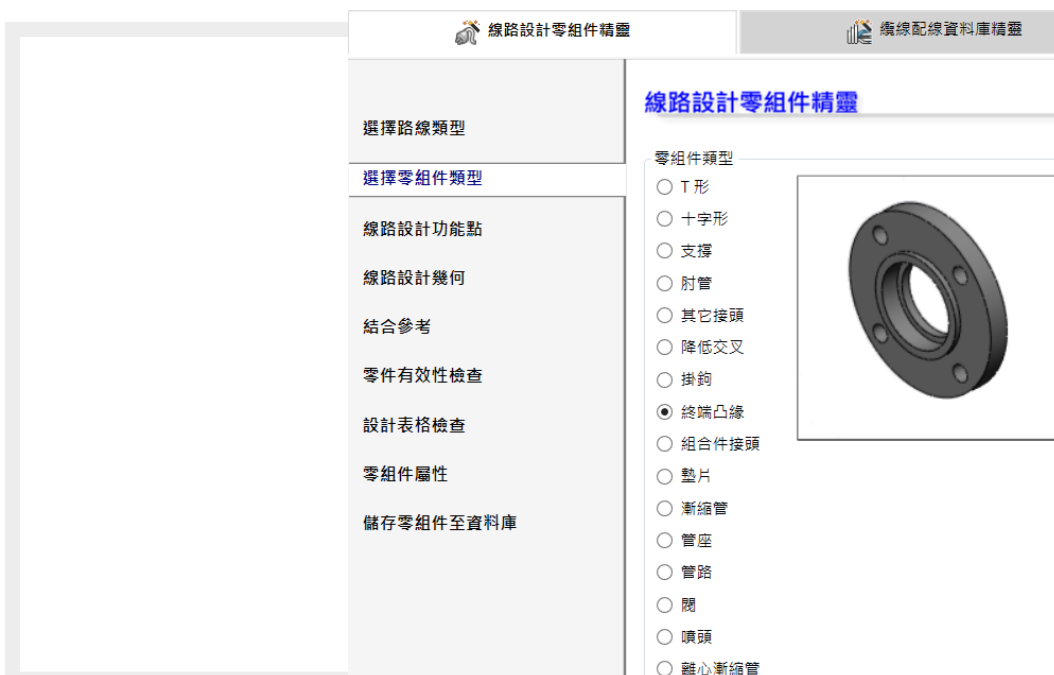 線路設計零組件精靈
纜線配線資料庫精靈
選擇路線類型
選擇零組件類型
線路設計功能點
線路設計幾何
結合參考
零件有效性檢查
設計表格檢查
零組件屬性
儲存零組件至資料庫
線路設計零組件精靈
零組件類型
T 形
十字形
支撐
肘管
其它接頭
降低交叉
掛鉤
終端凸緣
組合件接頭
墊片
漸縮管
管座
管路
閥
噴頭
離心漸縮管